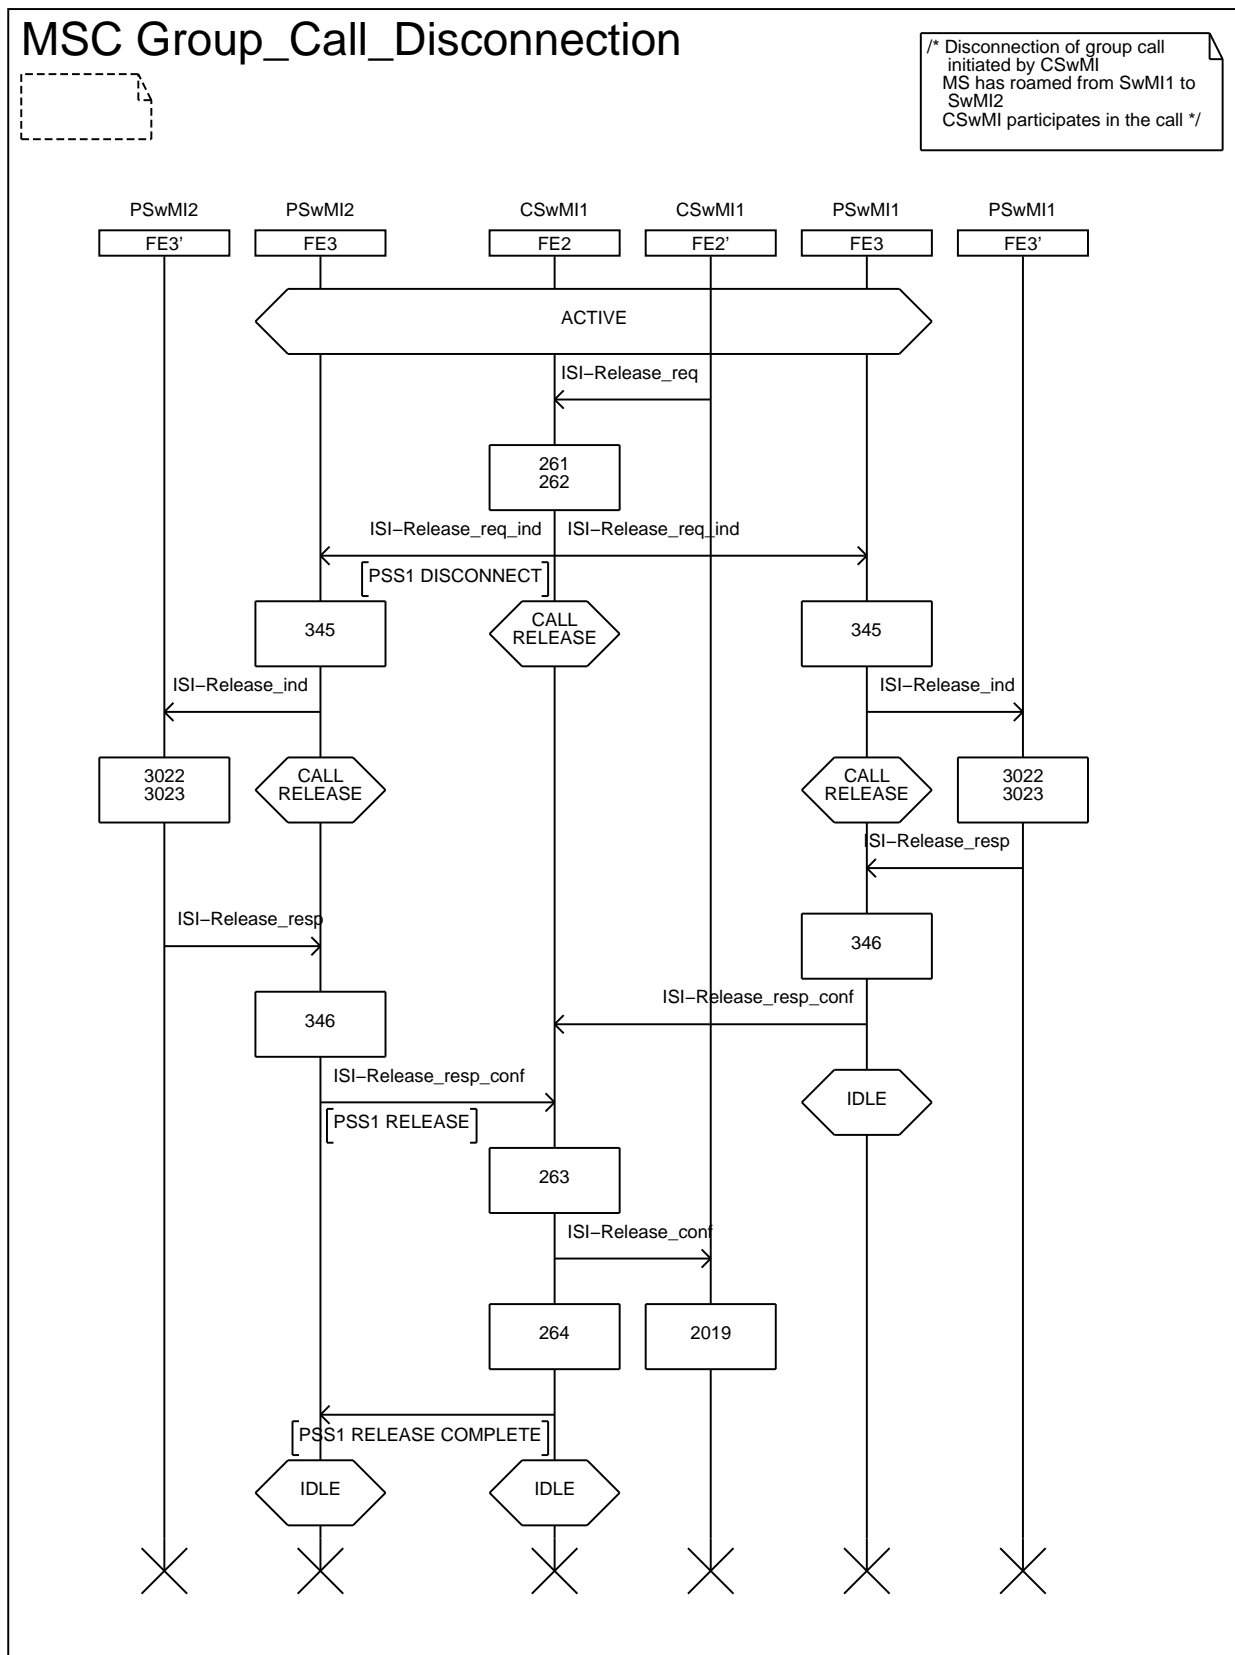 MSC Group_Call_Disconnection
/* Disconnection of group call
initiated by CSwMI
MS has roamed from SwMI1 to
SwMI2
CSwMI participates in the call */
PSwMI2 PSwMI2 CSwMI1 CSwMI1 PSwMI1 PSwMI1
FE3' FE3 FE2 FE2' FE3 FE3'
ACTIVE
ISI-Release_req
261
262
ISI-Release_req_ind ISI-Release_req_ind
[PSS1 DISCONNECT]
345
CALL
RELEASE
345
ISI-Release_ind ISI-Release_ind
3022
3023
CALL
RELEASE
CALL
RELEASE
3022
3023
ISI-Release_resp
ISI-Release_resp
346
346
ISI-Release_resp_conf
ISI-Release_resp_conf
IDLE
[PSS1 RELEASE]
263
ISI-Release_conf
264 2019
[PSS1 RELEASE COMPLETE]
IDLE IDLE